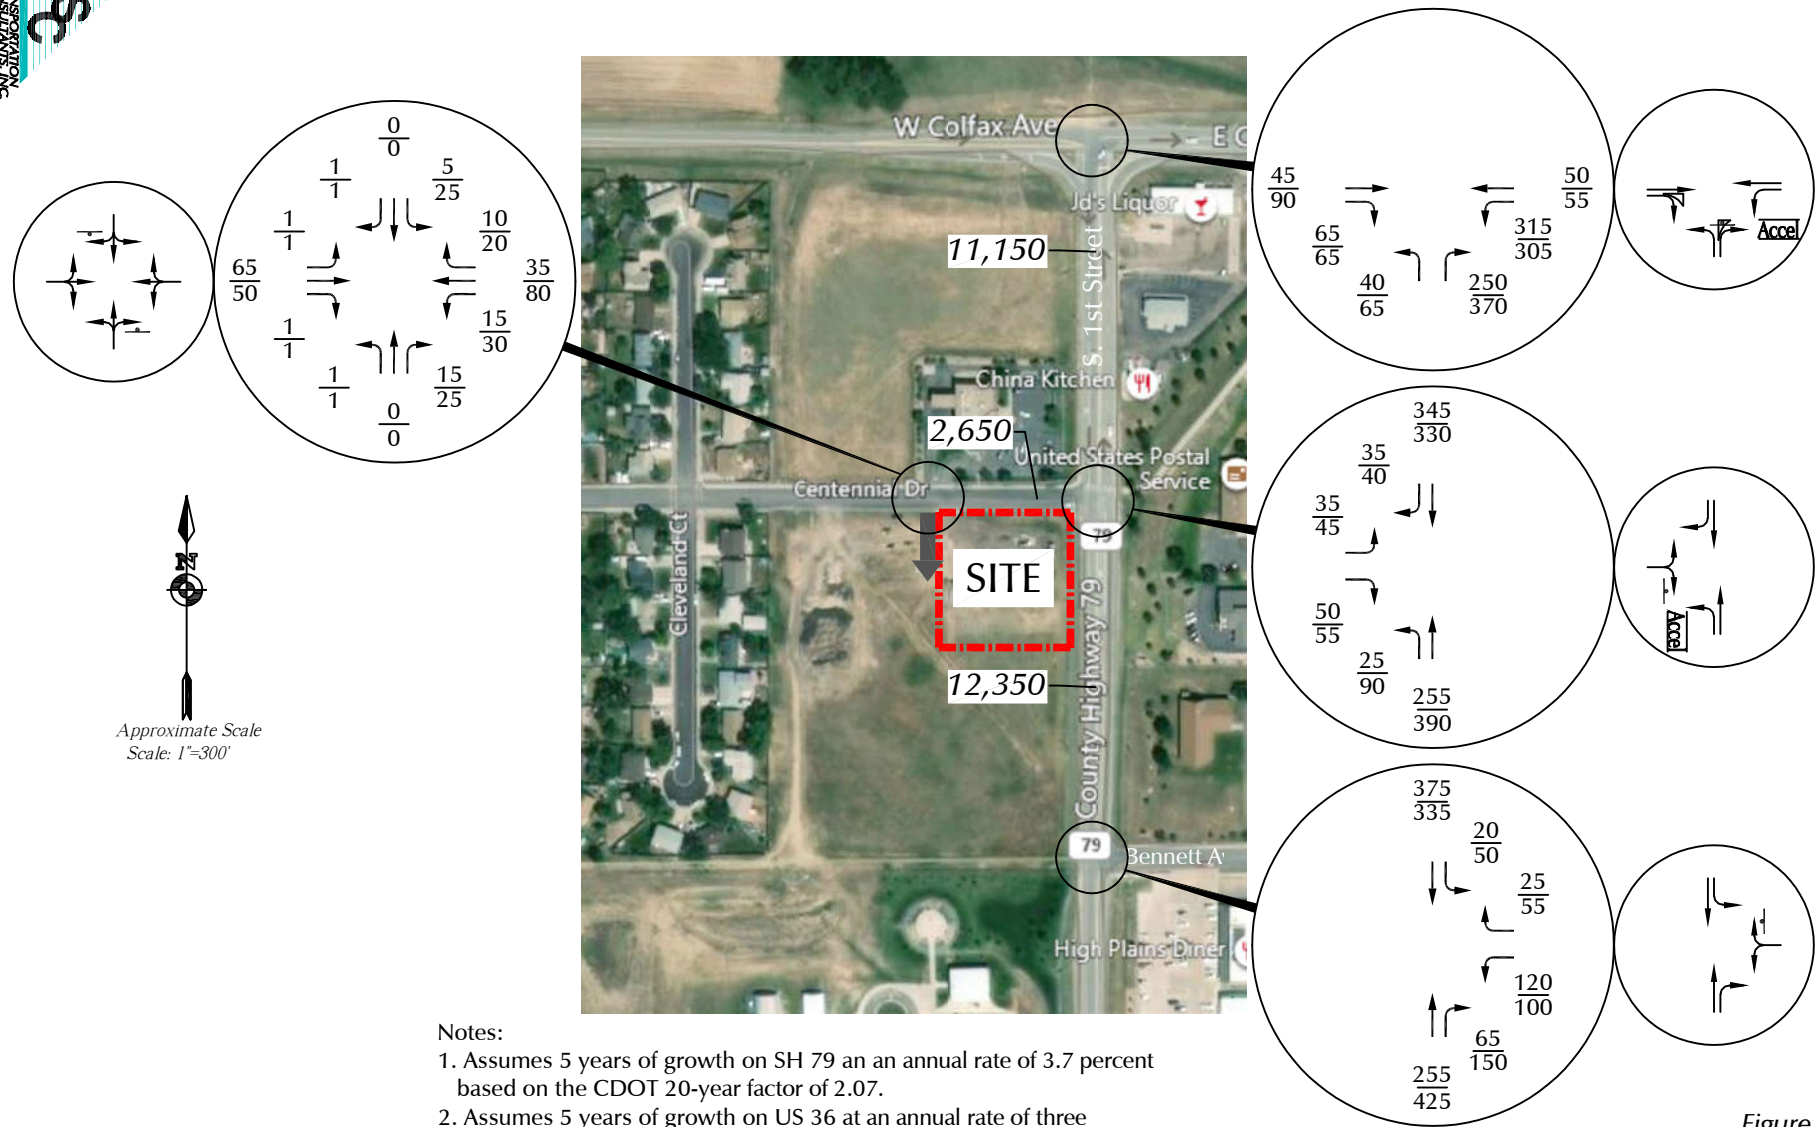 SC
NSPORTATION
NSULTANTS, INC.
0
0
1
1
5
25
1
1
10
20
65
50
35
80
1
1
15
30
1
1
15
25
0
0
N
Approximate Scale
Scale: 1"=300'
W Colfax Ave
E C
Jd's Liquor
11,150
S. 1st Street
China Kitchen
2,650
United States Postal
Service
Centennial Dr
79
SITE
Cleveland Ct
County Highway 79
12,350
79
Bennett A
High Plains Diner
45
90
50
55
65
65
315
305
40
65
250
370
Accel
345
330
35
40
35
45
50
55
25
90
255
390
Accel
375
335
20
50
25
55
120
100
65
150
255
425
Notes:
1. Assumes 5 years of growth on SH 79 an an annual rate of 3.7 percent
based on the CDOT 20-year factor of 2.07.
2. Assumes 5 years of growth on US 36 at an annual rate of three
Figure